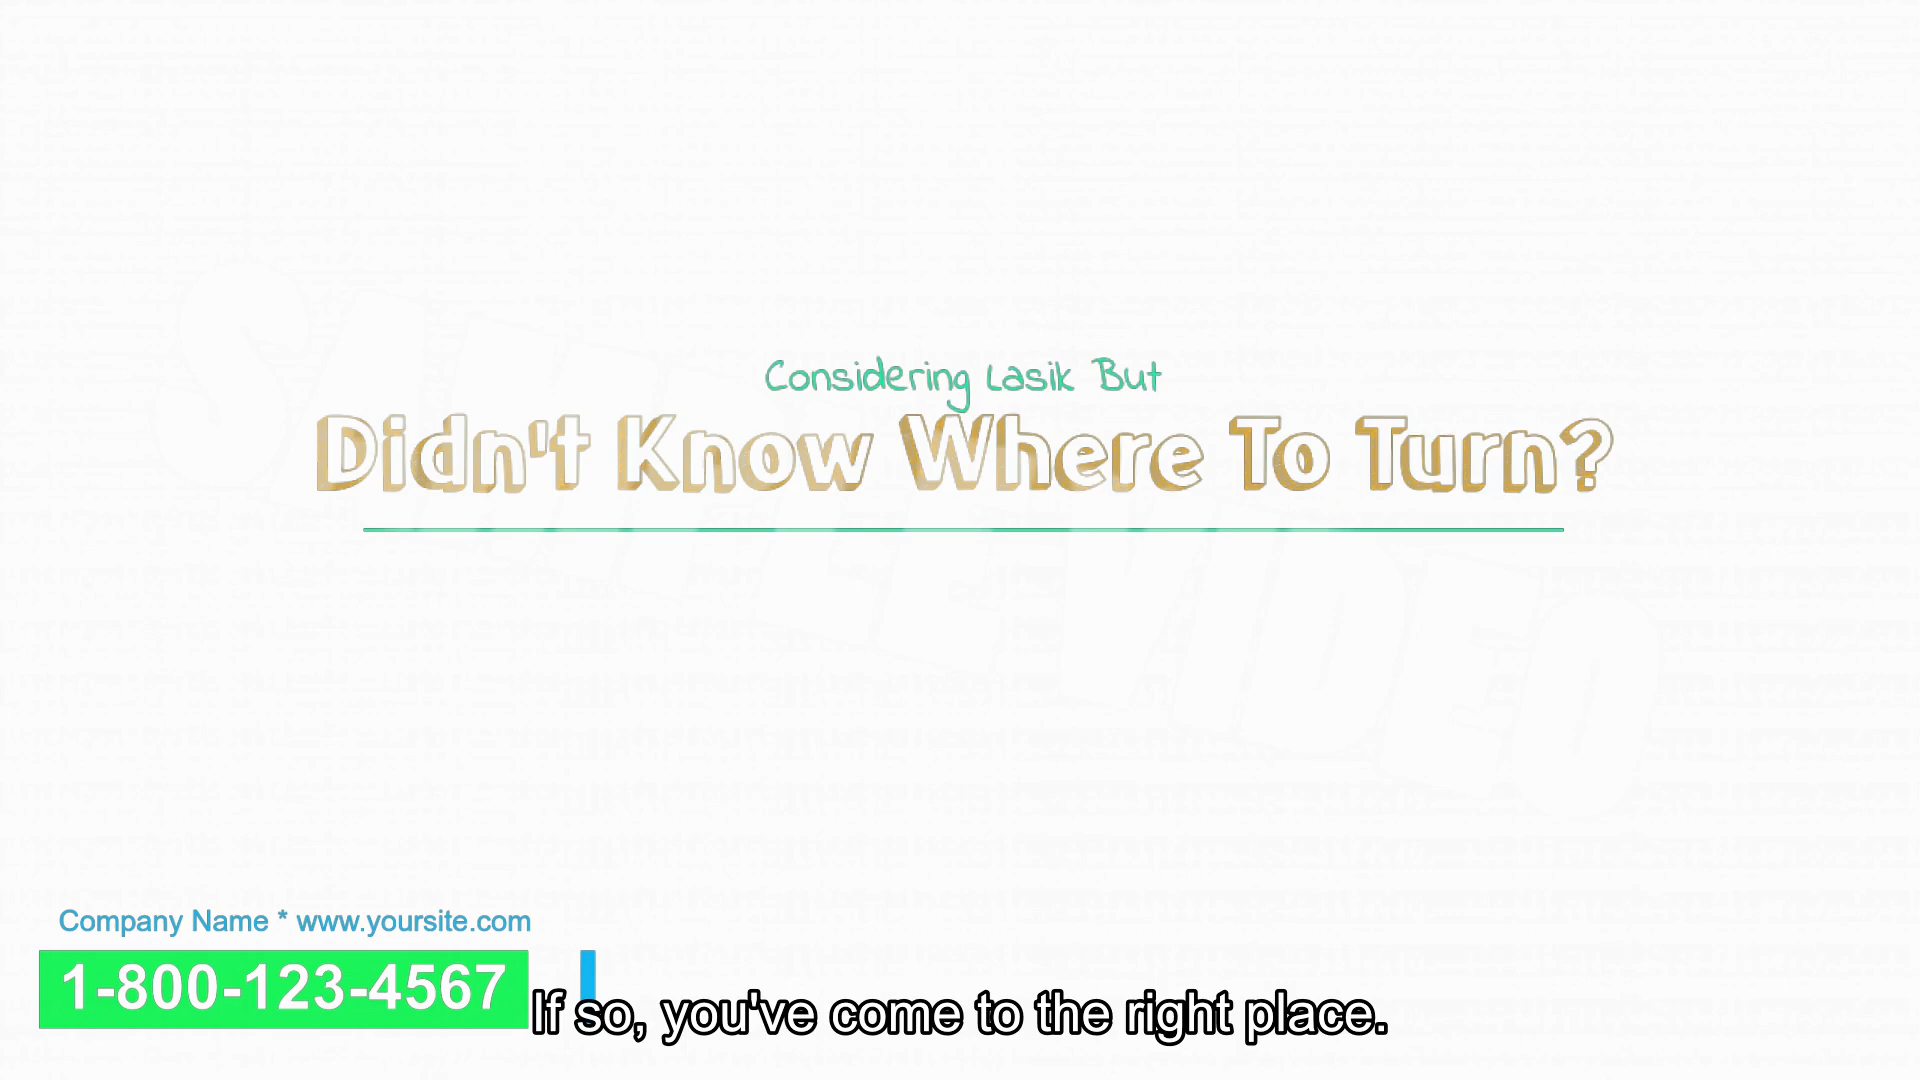 Considering Lasik But
Didn't Know Where To Turn?
Company Name * www.yoursite.com
1-800-123-4567
If so, you've come to the right place.